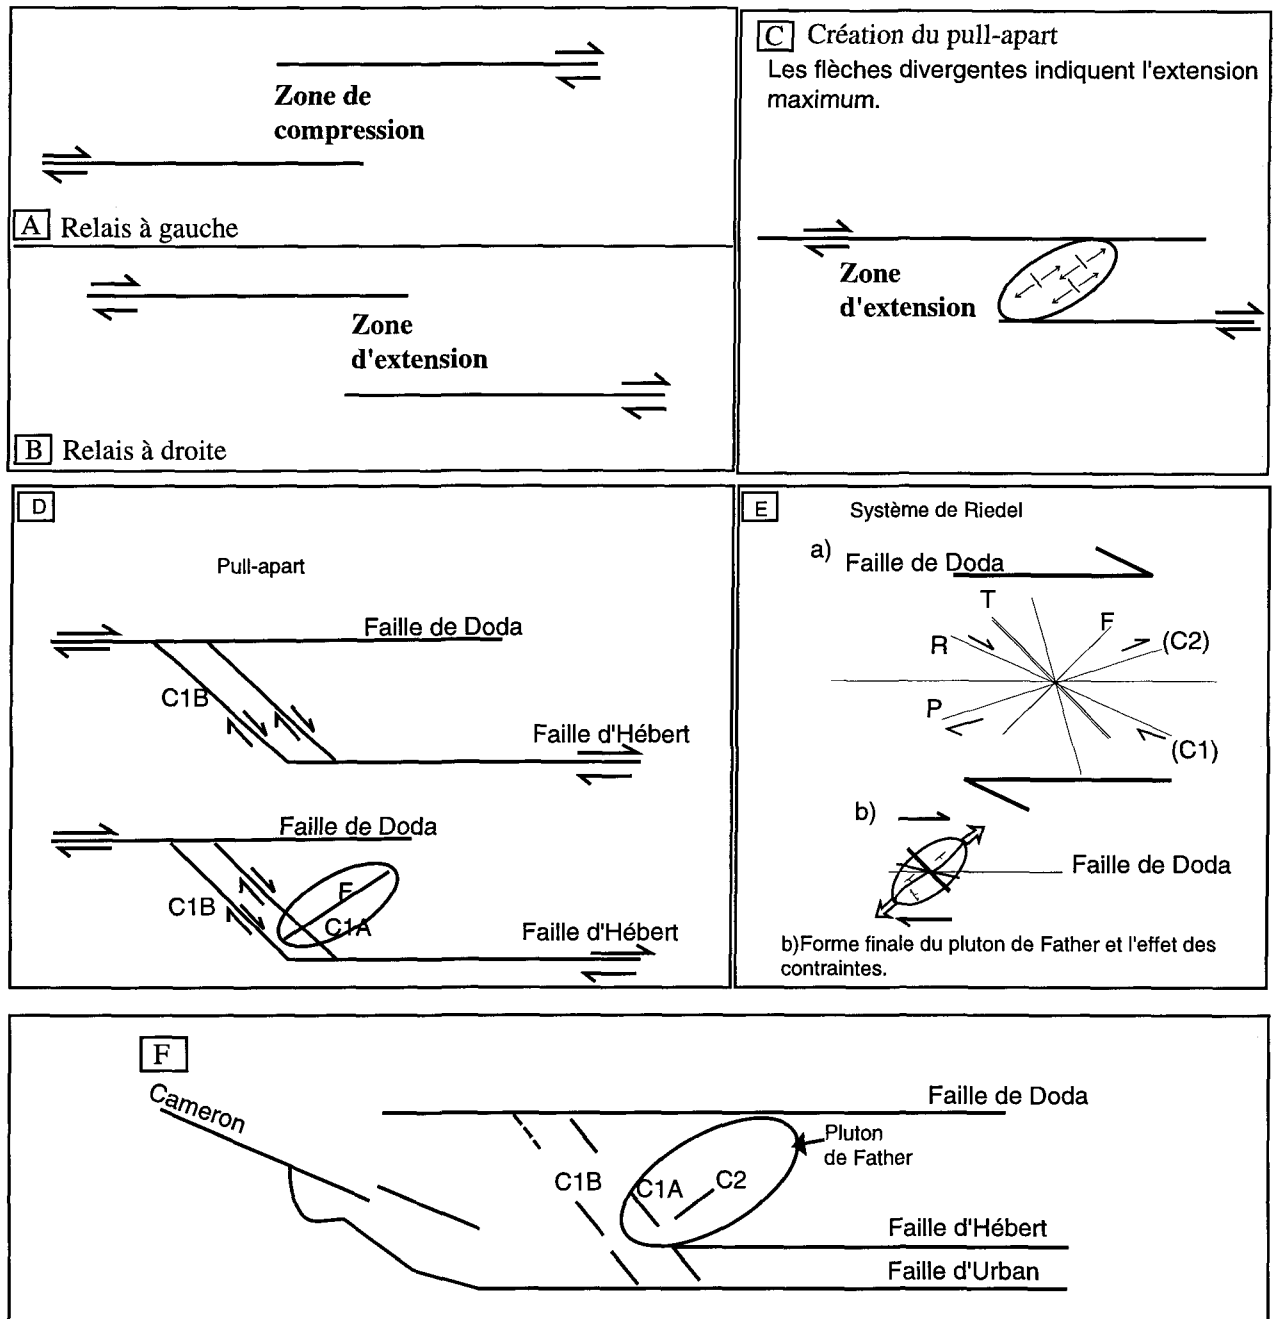 Zone de
compression
A Relais à gauche
Zone
d'extension
B Relais à droite
C Création du pull-apart
Les flèches divergentes indiquent l'extension
maximum.
Zone
d'extension
D
Pull-apart
Faille de Doda
C1B
Faille d'Hébert
Faille de Doda
F
C1B
C1A
Faille d'Hébert
E
Système de Riedel
a) Faille de Doda
T
F
R
(C2)
P
(C1)
b)
Faille de Doda
b)Forme finale du pluton de Father et l'effet des
contraintes.
F
Cameron
Faille de Doda
Pluton
de Father
C1B
C1A
C2
Faille d'Hébert
Faille d'Urban